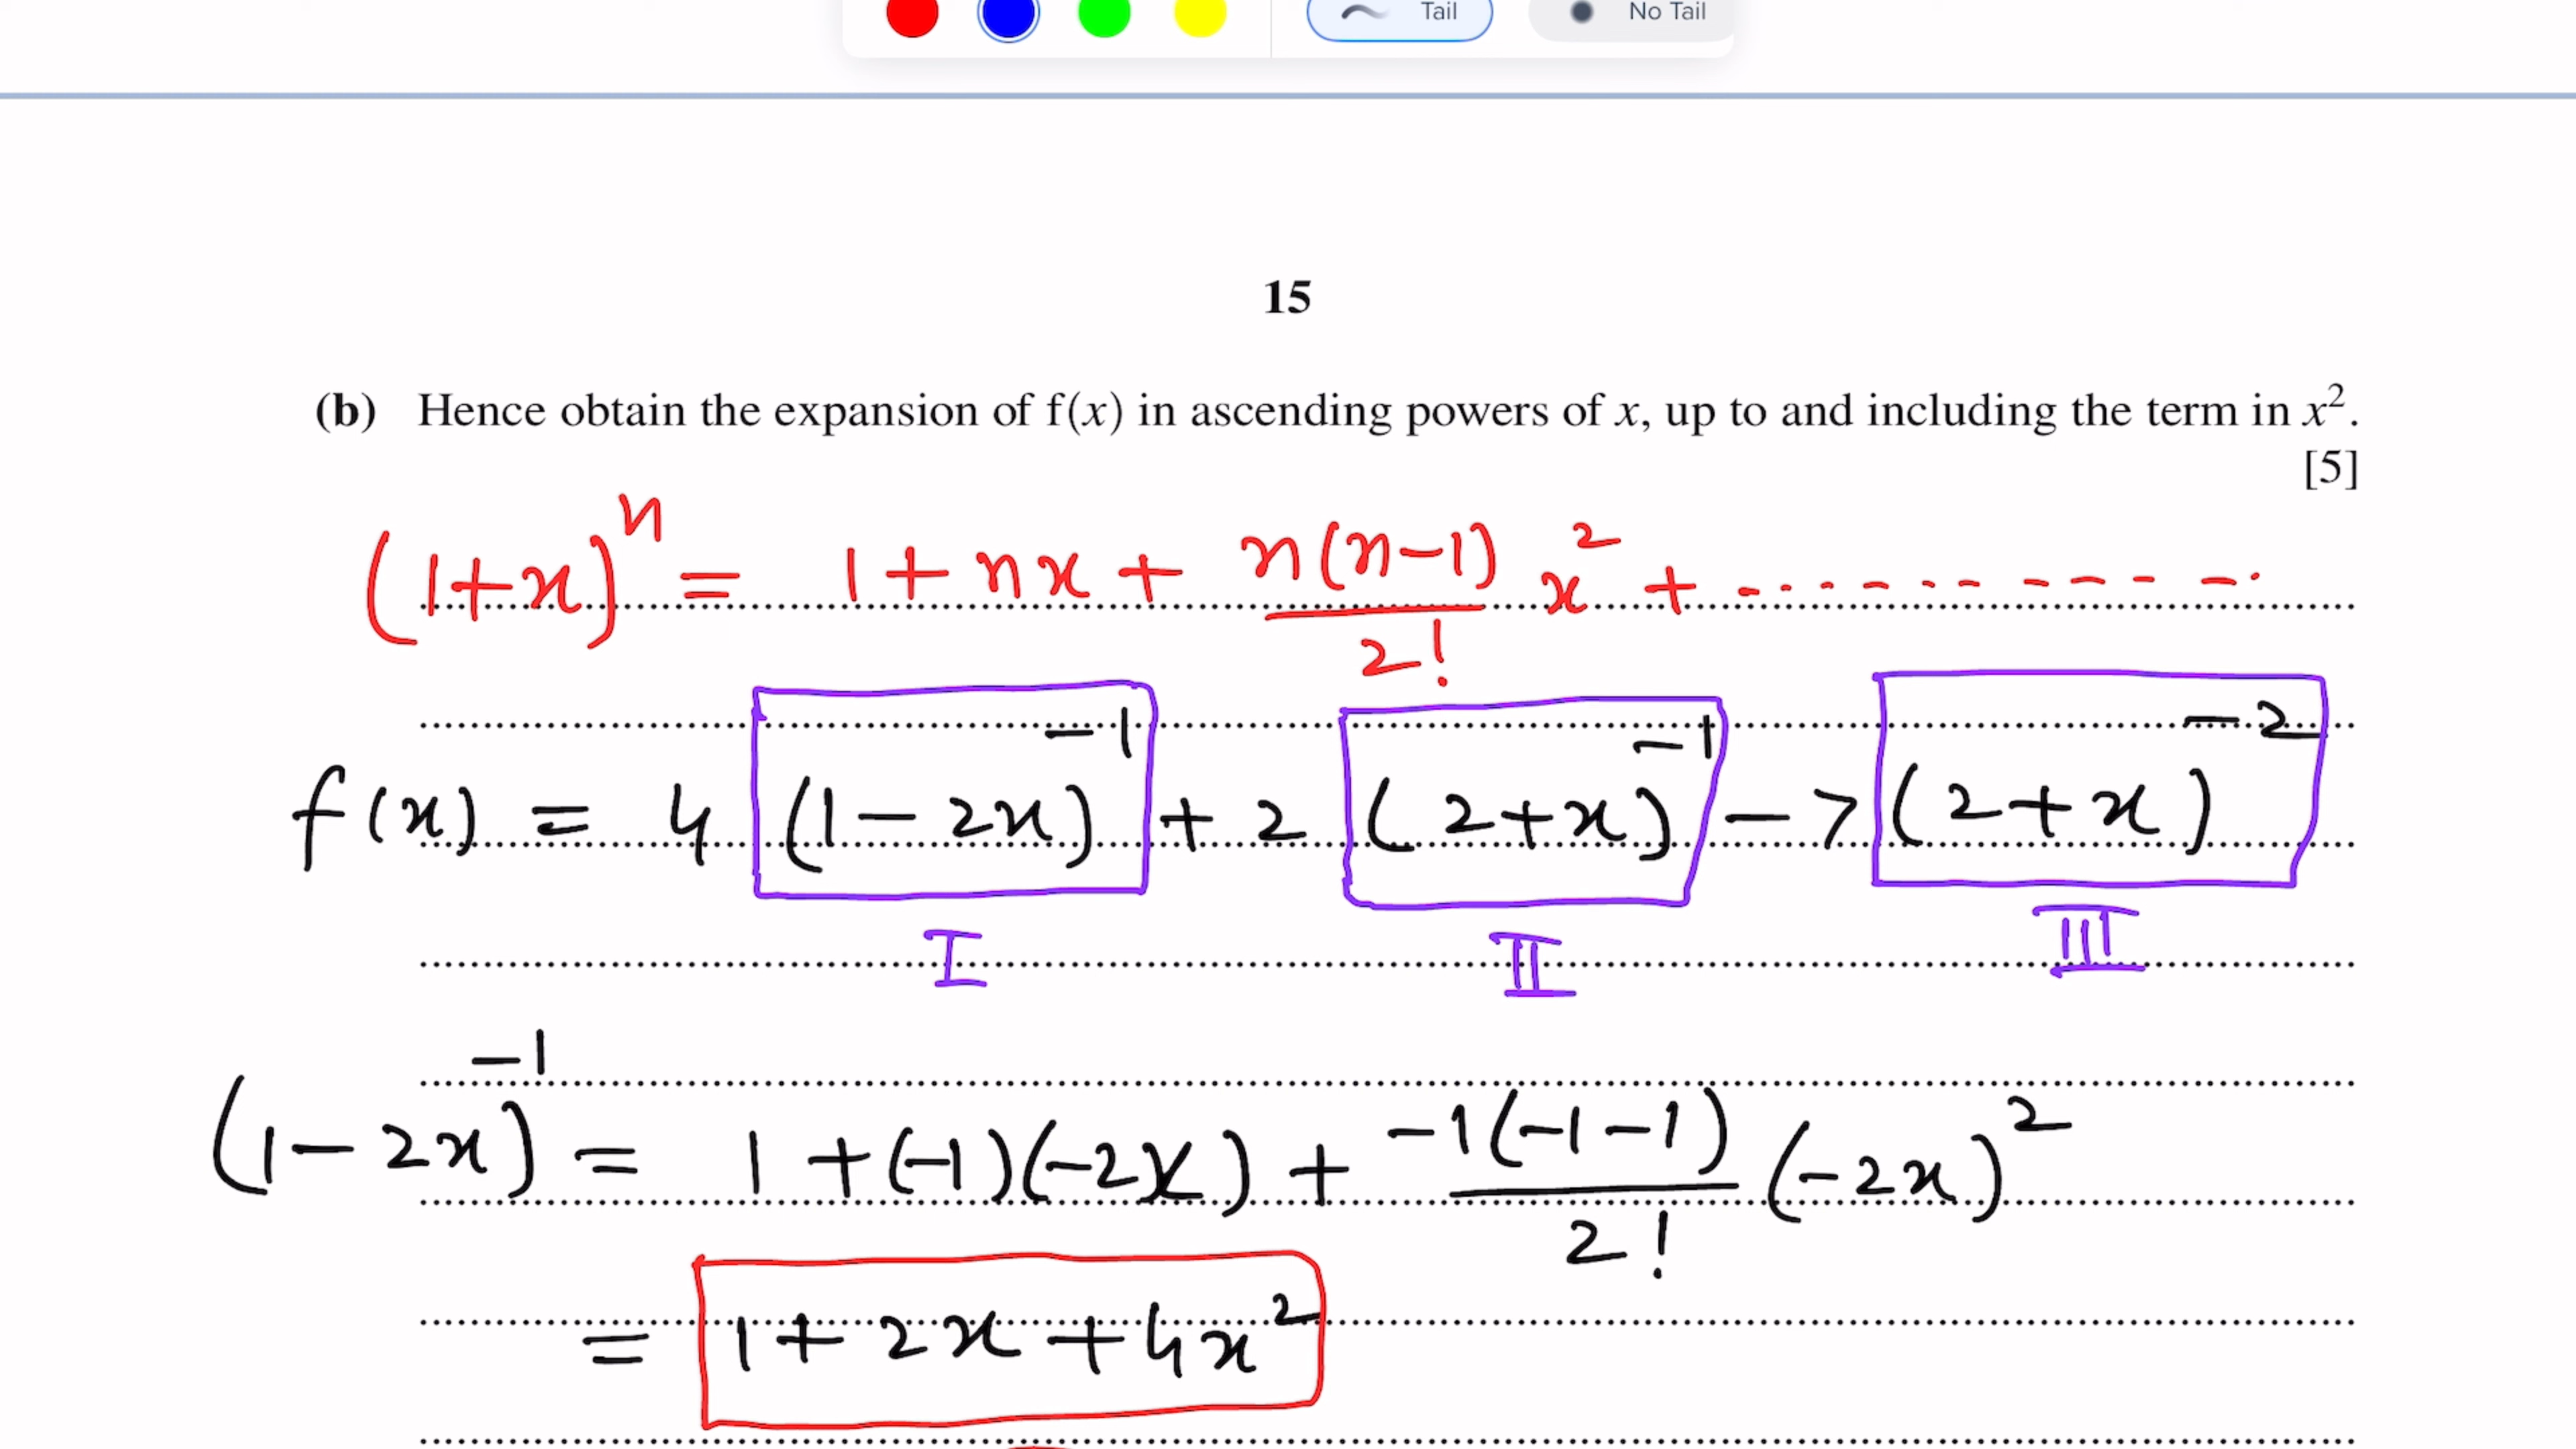 Tail No Tail
15
(b) Hence obtain the expansion of f(x) in ascending powers of x, up to and including the term in x².
[5]
(1+x)ⁿ = 1 + nx + n(n-1)/2! x² + ----------
f(x) = 4 (1-2x)⁻¹ + 2 (2+x)⁻¹ - 7 (2+x)⁻²
I II III
(1-2x)⁻¹ = 1 + (-1)(-2x) + -1(-1-1)/2! (-2x)²
= 1 + 2x + 4x²